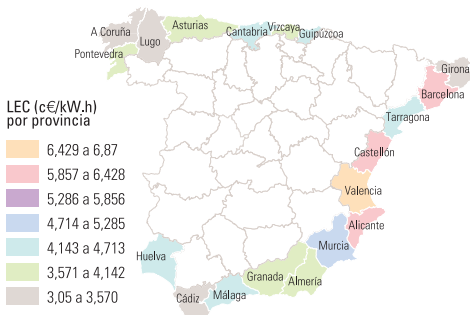 A Coruña
Lugo
Asturias
Cantabria
Vizcaya
Guipúzcoa
Pontevedra
Girona
Barcelona
Tarragona
Castellón
Valencia
Alicante
Murcia
Almería
Granada
Málaga
Cádiz
Huelva
LEC (c€/kW.h)
por provincia
6,429 a 6,87
5,857 a 6,428
5,286 a 5,856
4,714 a 5,285
4,143 a 4,713
3,571 a 4,142
3,05 a 3,570